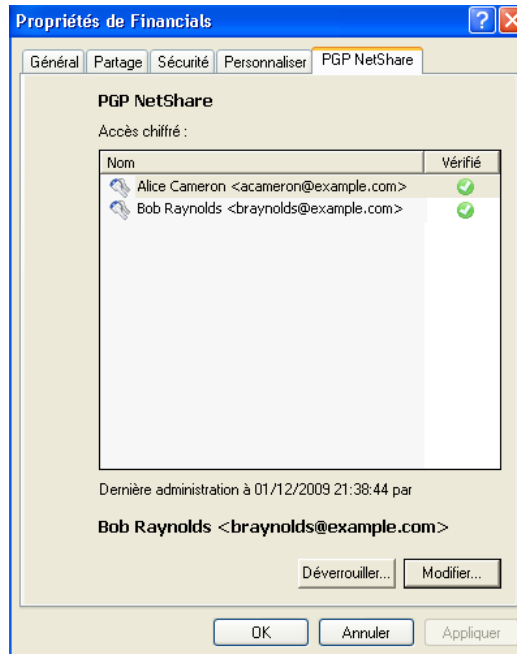 Propriétés de Financials
Général Partage Sécurité Personnaliser PGP NetShare
PGP NetShare
Accès chiffré :
Nom Vérifié
Alice Cameron <acameron@example.com>
Bob Raynolds <braynolds@example.com>
Dernière administration à 01/12/2009 21:38:44 par
Bob Raynolds <braynolds@example.com>
Déverrouiller... Modifier...
OK Annuler Appliquer